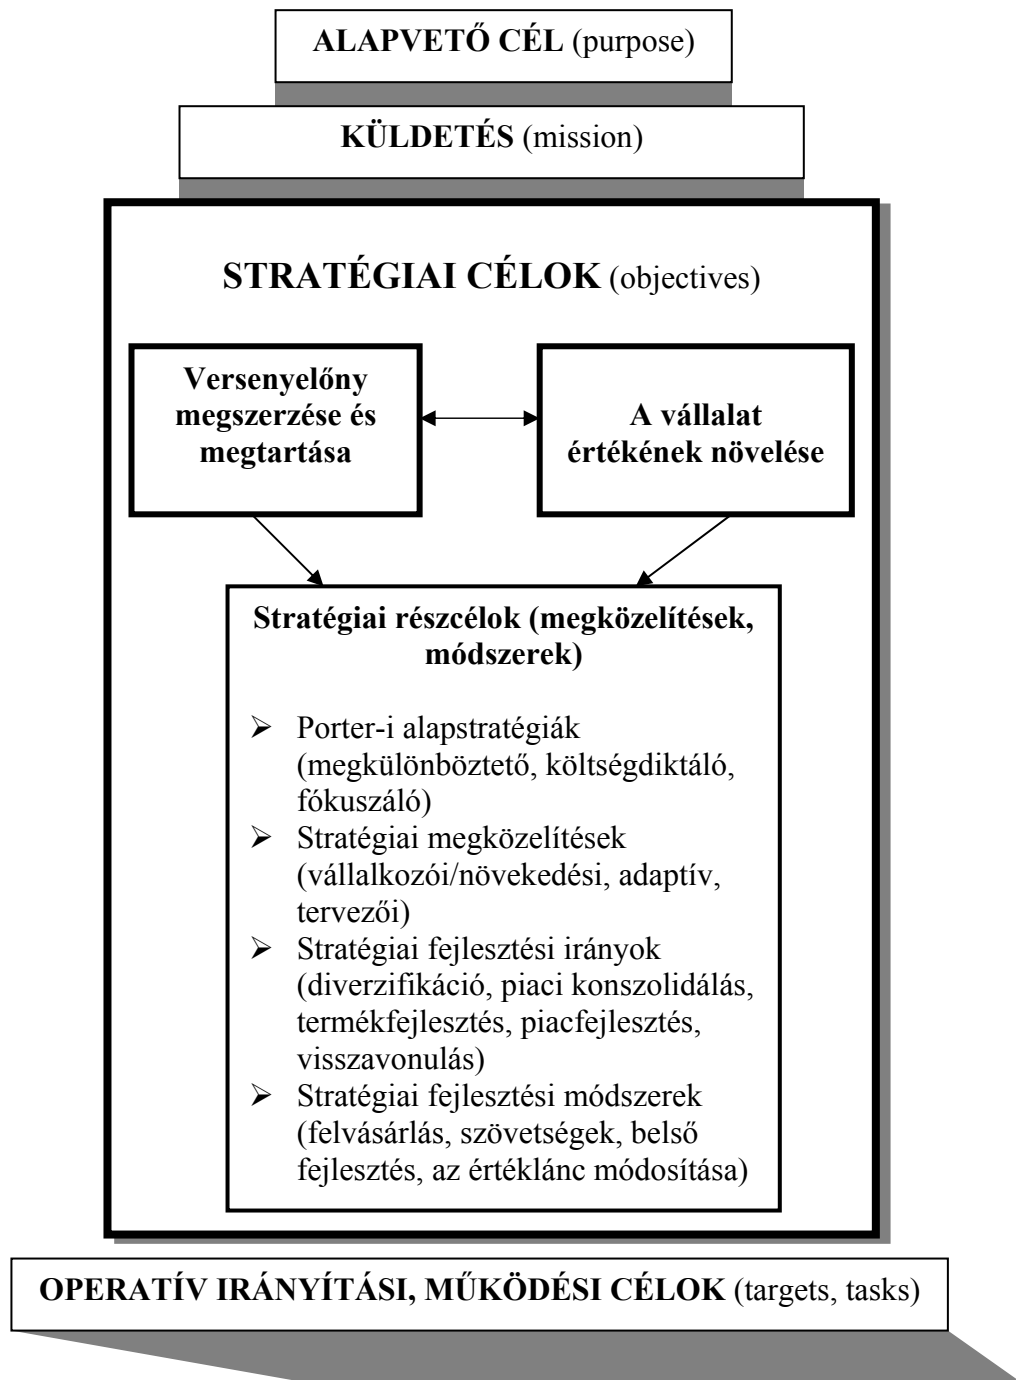 ALAPVETŐ CÉL (purpose)
KÜLDETÉS (mission)
STRATÉGIAI CÉLOK (objectives)
Versenyelőny
megszerzése és
megtartása
A vállalat
értékének növelése
Stratégiai részcélok (megközelítések,
módszerek)
➢ Porter-i alapstratégiák
(megkülönböztető, költségdiktáló,
fókuszáló)
➢ Stratégiai megközelítések
(vállalkozói/növekedési, adaptív,
tervezői)
➢ Stratégiai fejlesztési irányok
(diverzifikáció, piaci konszolidálás,
termékfejlesztés, piacfejlesztés,
visszavonulás)
➢ Stratégiai fejlesztési módszerek
(felvásárlás, szövetségek, belső
fejlesztés, az értéklánc módosítása)
OPERATÍV IRÁNYÍTÁSI, MŰKÖDÉSI CÉLOK (targets, tasks)